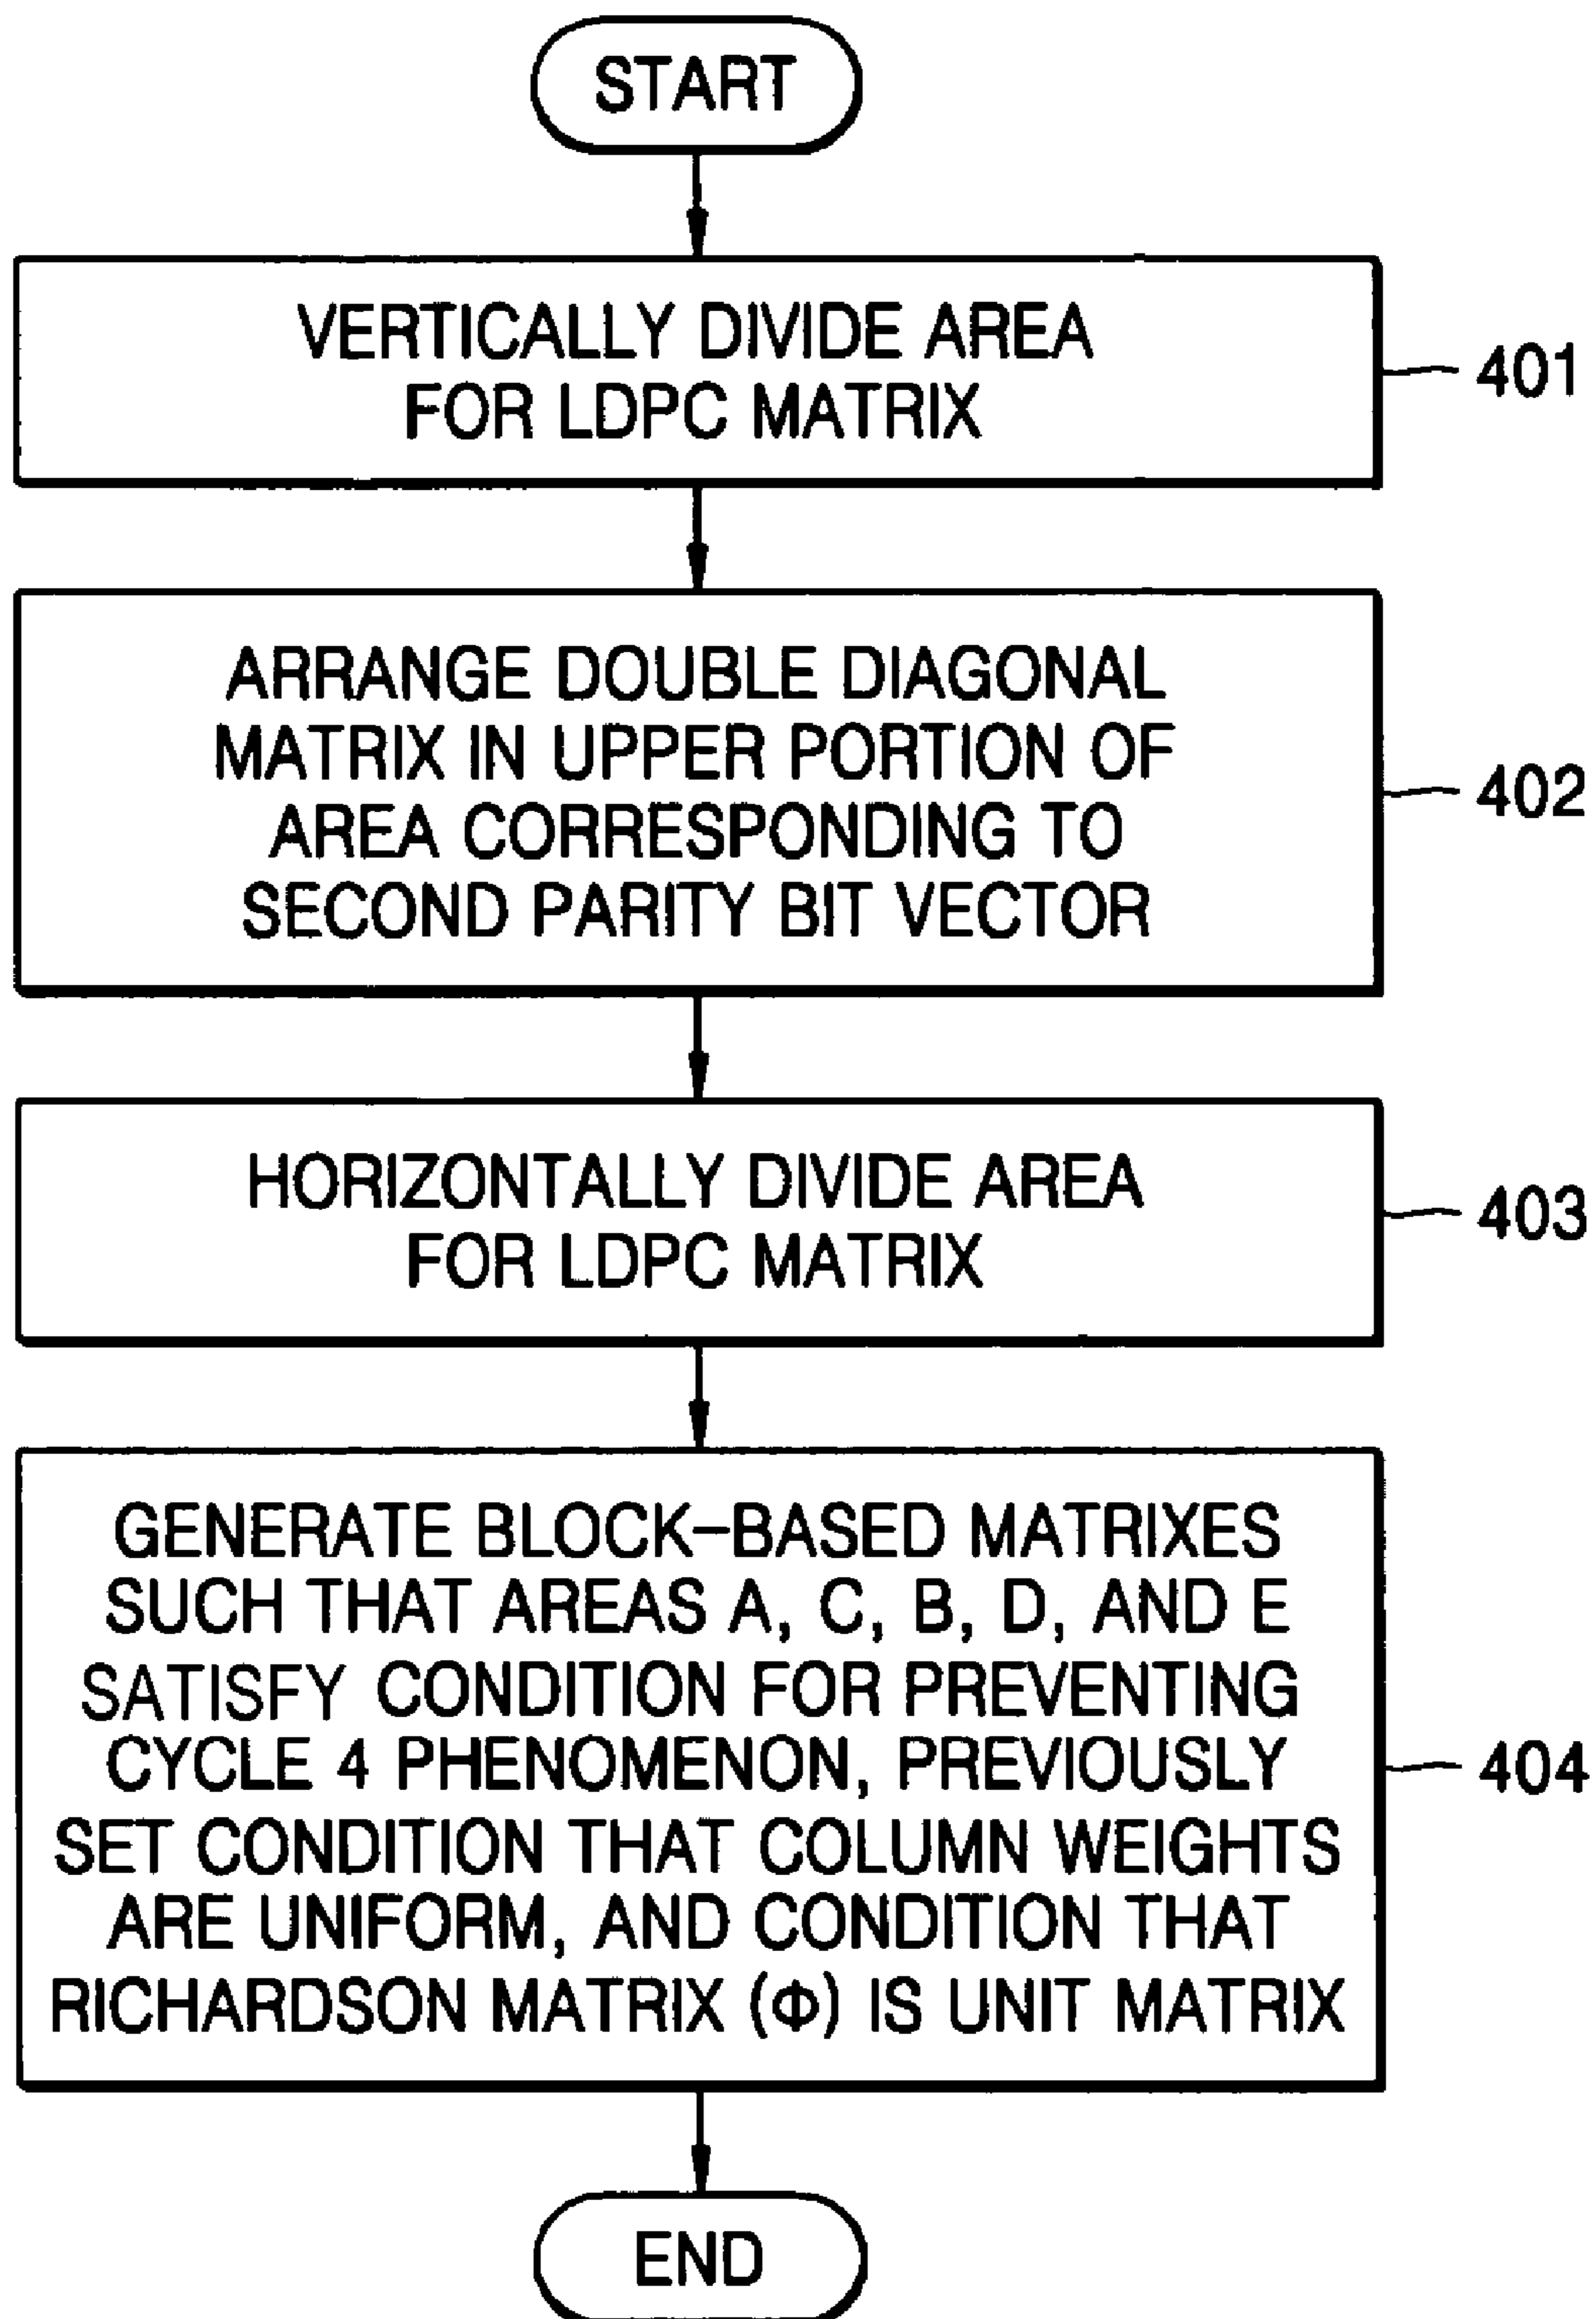 START
VERTICALLY DIVIDE AREA
FOR LDPC MATRIX
401
ARRANGE DOUBLE DIAGONAL
MATRIX IN UPPER PORTION OF
AREA CORRESPONDING TO
SECOND PARITY BIT VECTOR
402
HORIZONTALLY DIVIDE AREA
FOR LDPC MATRIX
403
GENERATE BLOCK-BASED MATRIXES
SUCH THAT AREAS A, C, B, D, AND E
SATISFY CONDITION FOR PREVENTING
CYCLE 4 PHENOMENON, PREVIOUSLY
SET CONDITION THAT COLUMN WEIGHTS
ARE UNIFORM, AND CONDITION THAT
RICHARDSON MATRIX (Φ) IS UNIT MATRIX
404
END